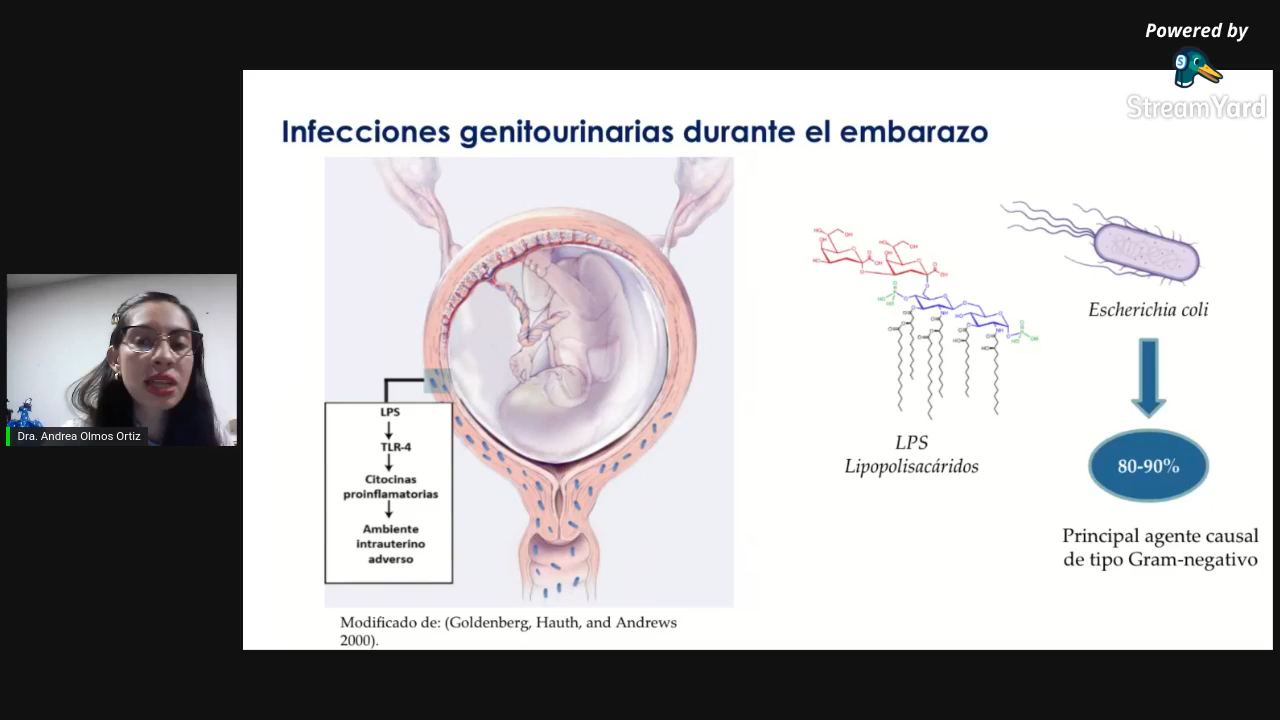 Powered by
StreamYard
Infecciones genitourinarias durante el embarazo
LPS
TLR-4
Citocinas
proinflamatorias
Ambiente
intrauterino
adverso
Modificado de: (Goldenberg, Hauth, and Andrews
2000).
LPS
Lipopolisacáridos
Escherichia coli
80-90%
Principal agente causal
de tipo Gram-negativo
Dra. Andrea Olmos Ortiz